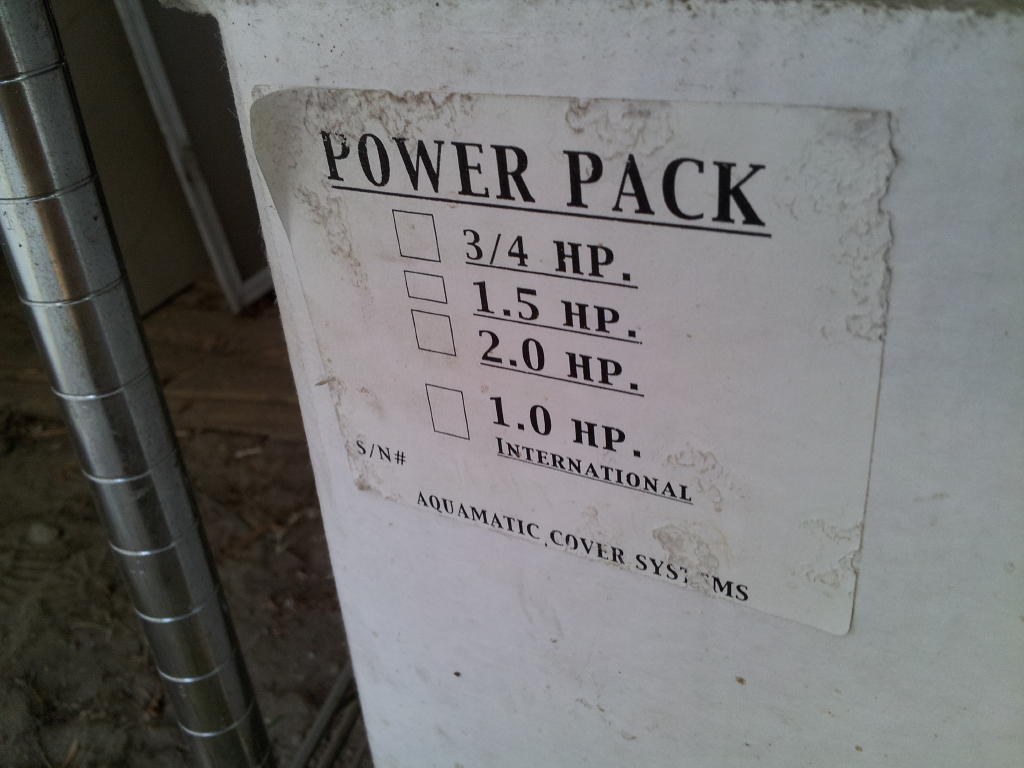 POWER PACK
3/4 HP.
1.5 HP.
2.0 HP.
1.0 HP.
INTERNATIONAL
S/N#
AQUAMATIC COVER SYSTEMS